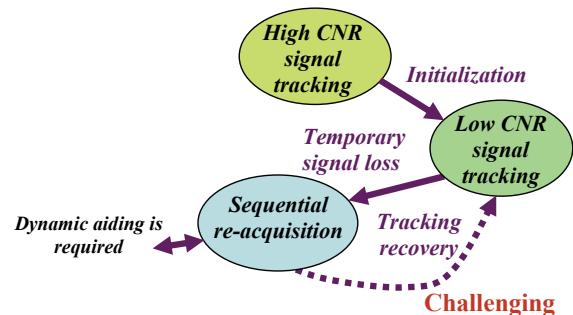 High CNR
signal
tracking
Initialization
Low CNR
signal
tracking
Temporary
signal loss
Sequential
re-acquisition
Dynamic aiding is
required
Tracking
recovery
Challenging